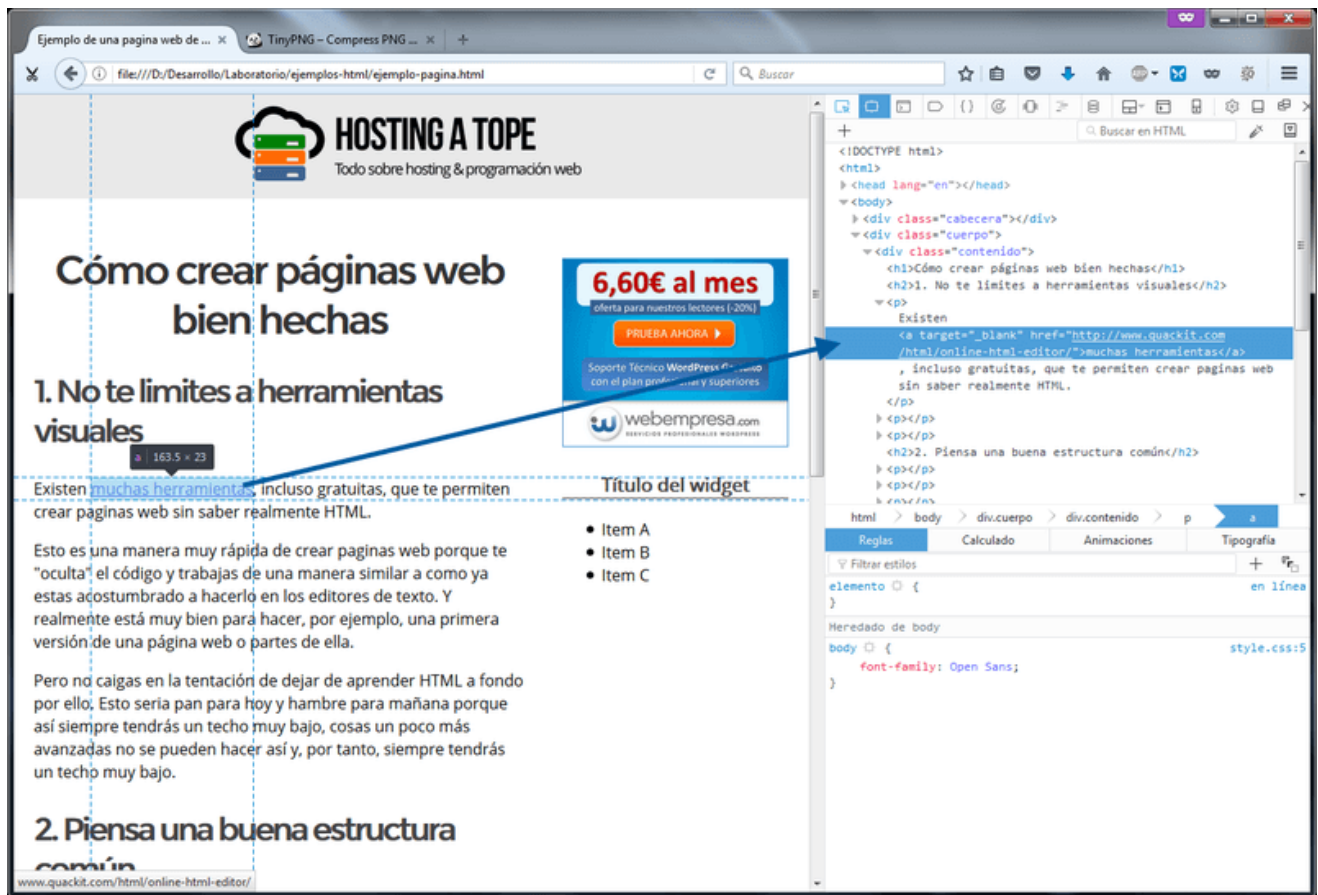 Ejemplo de una pagina web de ...
TinyPNG – Compress PNG ...
file:///D:/Desarrollo/Laboratorio/ejemplos-html/ejemplo-pagina.html
Buscar
HOSTING A TOPE
Todo sobre hosting & programación web
Cómo crear páginas web
bien hechas
1. No te limites a herramientas
visuales
a 163.5 × 23
Existen muchas herramientas, incluso gratuitas, que te permiten
crear paginas web sin saber realmente HTML.
Esto es una manera muy rápida de crear paginas web porque te
"oculta" el código y trabajas de una manera similar a como ya
estas acostumbrado a hacerlo en los editores de texto. Y
realmente está muy bien para hacer, por ejemplo, una primera
versión de una página web o partes de ella.
Pero no caigas en la tentación de dejar de aprender HTML a fondo
por ello. Esto seria pan para hoy y hambre para mañana porque
así siempre tendrás un techo muy bajo, cosas un poco más
avanzadas no se pueden hacer así y, por tanto, siempre tendrás
un techo muy bajo.
2. Piensa una buena estructura
común
www.quackit.com/html/online-html-editor/
6,60€ al mes
oferta para nuestros lectores (-20%)
PRUEBA AHORA
Soporte Técnico WordPress Gratuito
con el plan profesional y superiores
webempresa.com
SERVICIOS PROFESIONALES WORDPRESS
Título del widget
Item A
Item B
Item C
Buscar en HTML
<!DOCTYPE html>
<html>
<head lang="en"></head>
<body>
<div class="cabecera"></div>
<div class="cuerpo">
<div class="contenido">
<h1>Cómo crear páginas web bien hechas</h1>
<h2>1. No te limites a herramientas visuales</h2>
<p>
Existen
<a target="_blank" href="http://www.quackit.com
/html/online-html-editor/">muchas herramientas</a>
, incluso gratuitas, que te permiten crear paginas web
sin saber realmente HTML.
</p>
<p></p>
<p></p>
<h2>2. Piensa una buena estructura común</h2>
<p></p>
<p></p>
<p></p>
html > body > div.cuerpo > div.contenido > p a
Reglas Calculado Animaciones Tipografía
Filtrar estilos
elemento { en línea
}
Heredado de body
body { style.css:5
font-family: Open Sans;
}